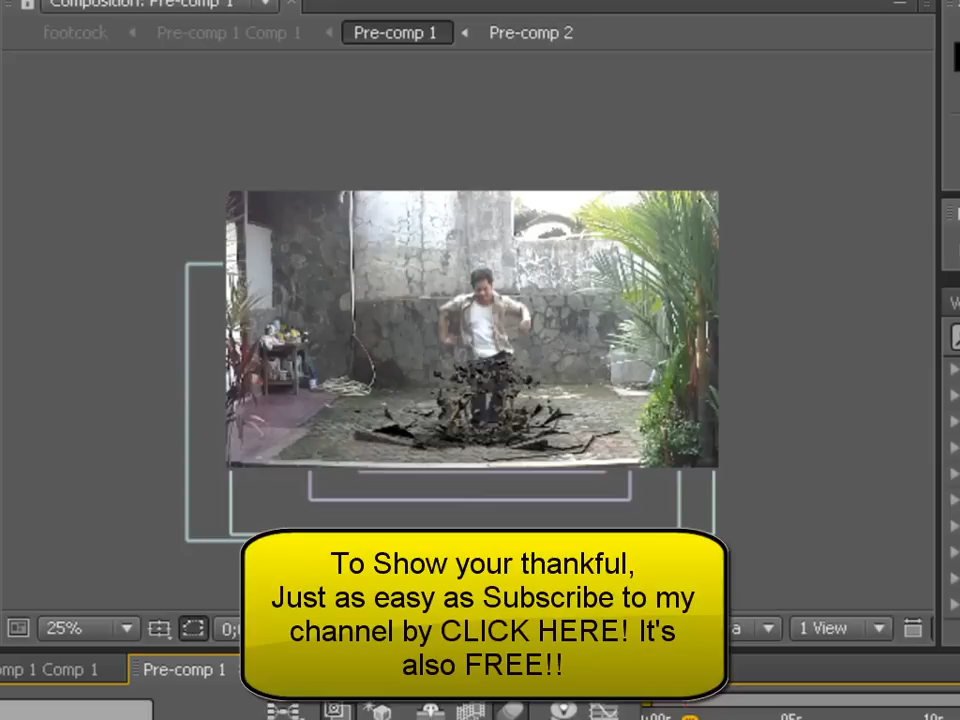 Composition: Pre-comp 1
footcock Pre-comp 1 Comp 1 Pre-comp 1 Pre-comp 2
To Show your thankful,
Just as easy as Subscribe to my
channel by CLICK HERE! It's
also FREE!!
25% 1 View
Comp 1 Pre-comp 1